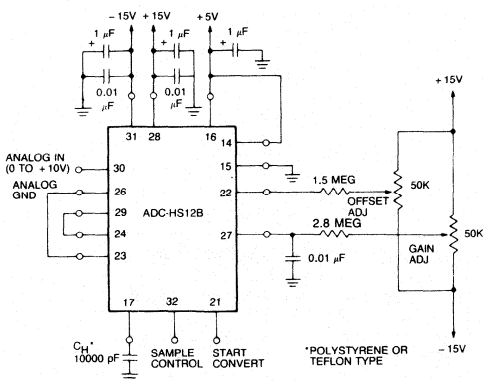 - 15V + 15V + 5V
1 µF 1 µF 1 µF
+ + +
0.01 µF 0.01 µF
31 28 16
14
15
ANALOG IN (0 TO +10V) 30
ANALOG GND 26
29
24
23
ADC-HS12B
22
27
1.5 MEG
OFFSET ADJ
50K
2.8 MEG
GAIN ADJ
50K
0.01 µF
+ 15V
- 15V
17 32 21
CH*
10000 pF
SAMPLE CONTROL
START CONVERT
*POLYSTYRENE OR
TEFLON TYPE